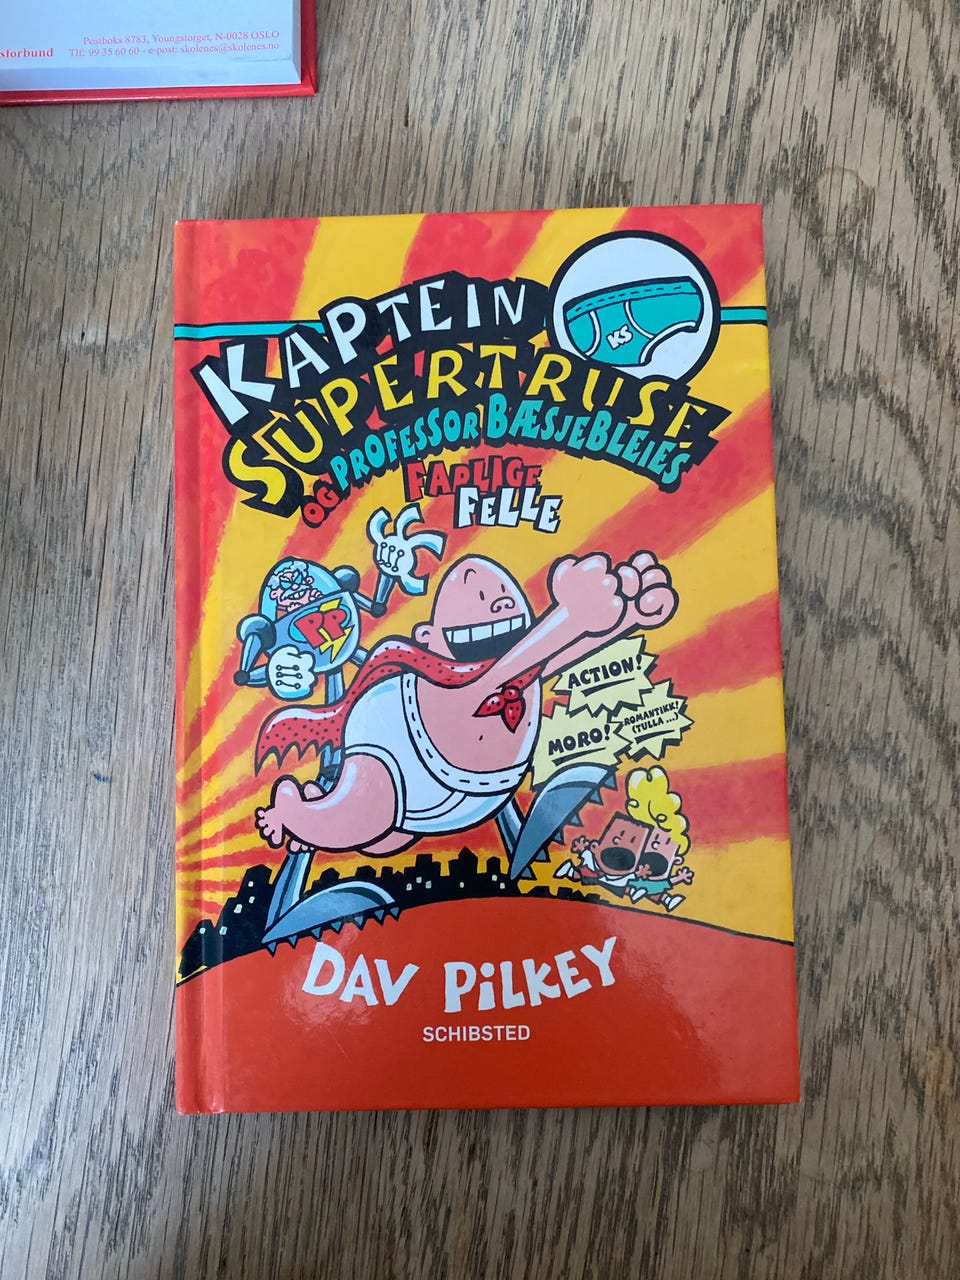 Postboks 8783, Youngstorget, N-0028 OSLO
sforbund Tlf: 99 35 60 60 - e-post: skolenes@skolenes.no
KAPTEIN
SUPERTRUSE
OG PROFESSOR BÆSJEBLEIES
FARLIGE
FELLE
KS
PP
ACTION!
MORO!
ROMANTIKK!
(TULLA ...)
DAV PILKEY
SCHIBSTED